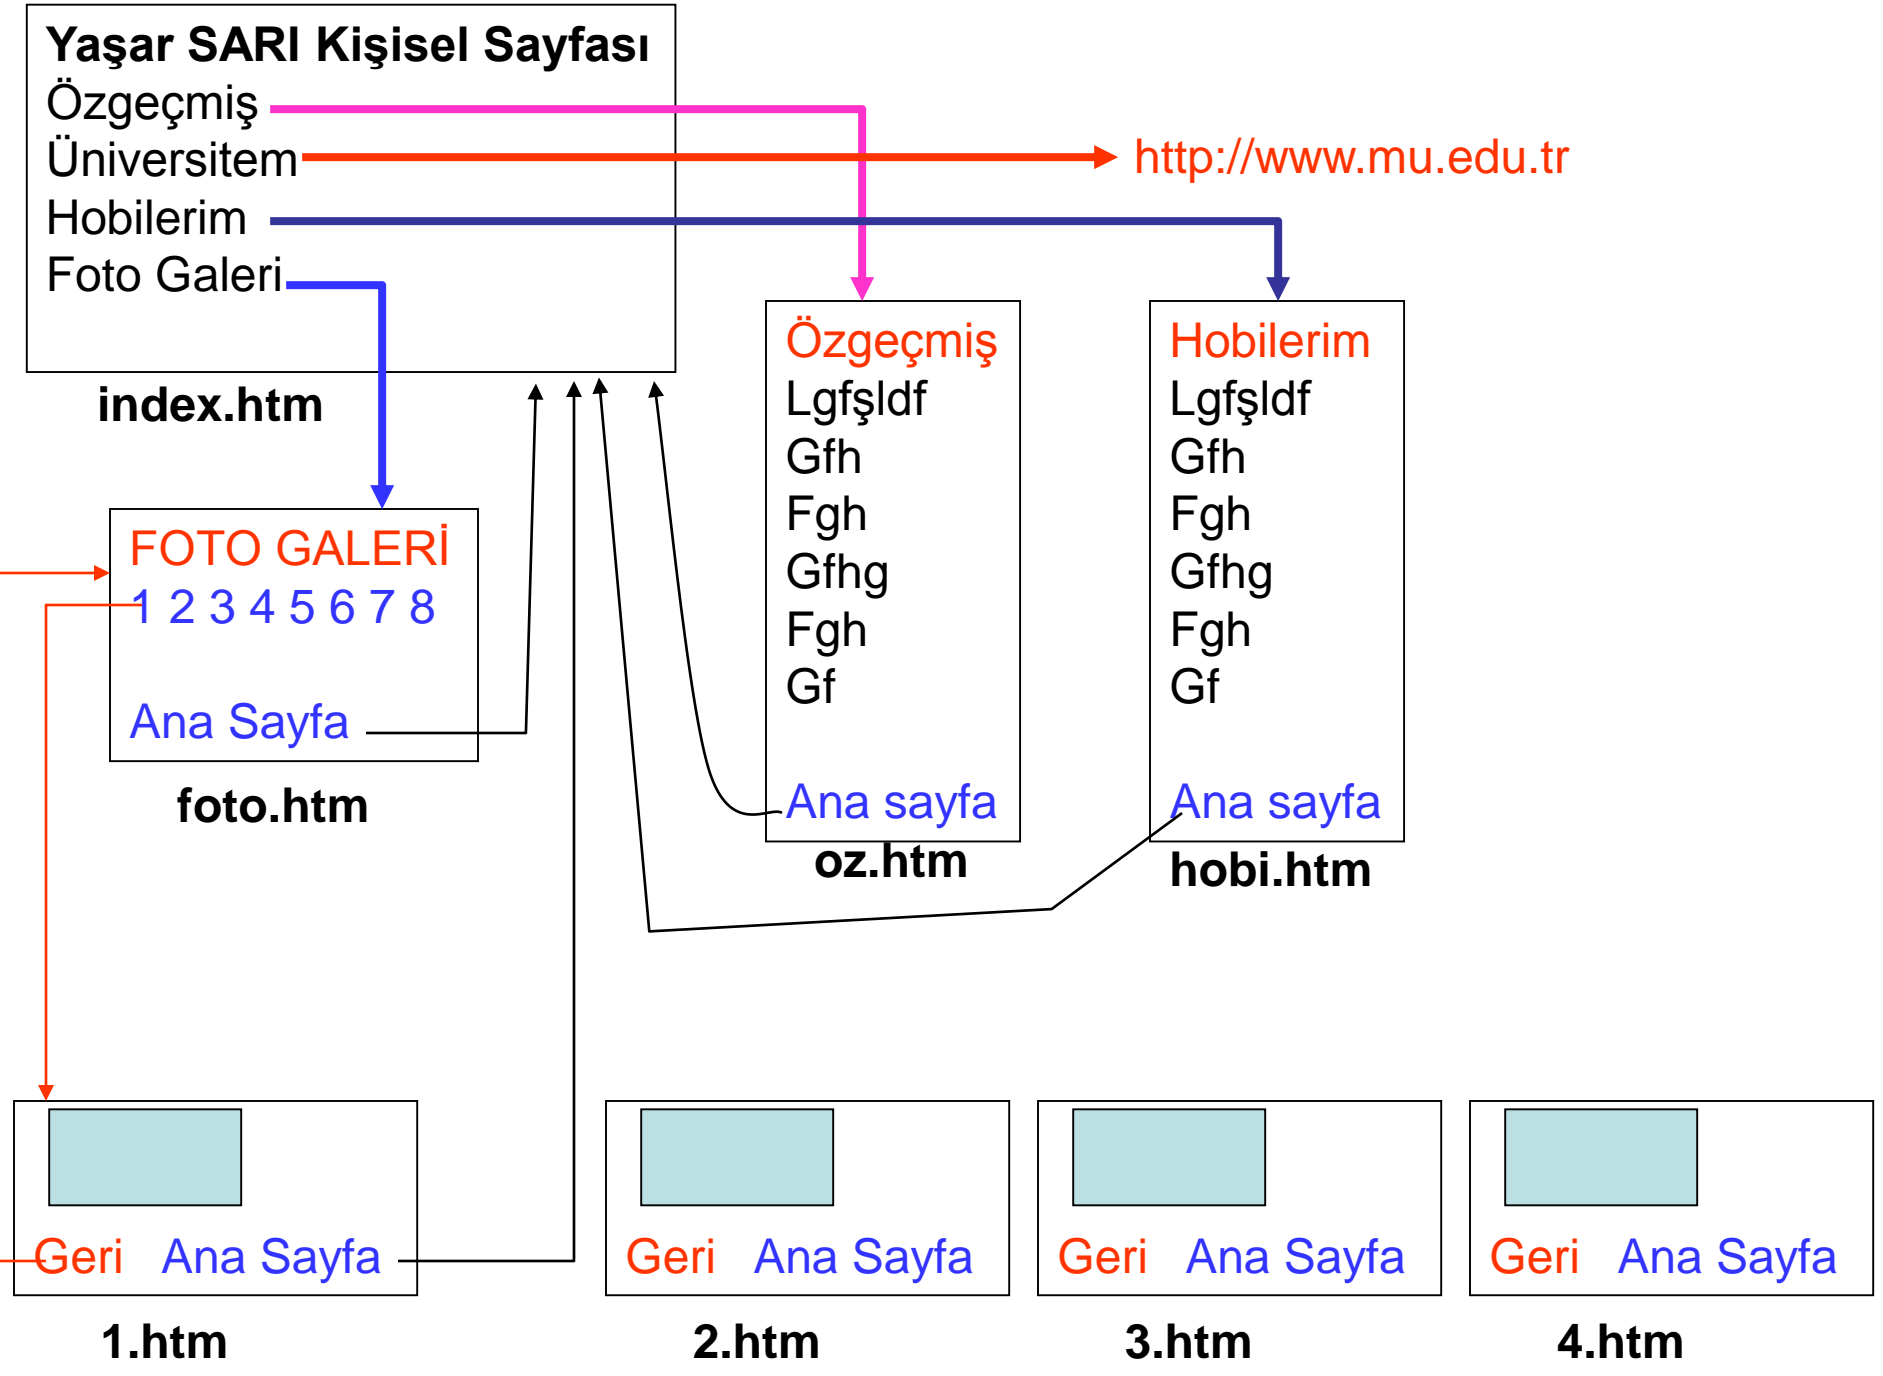 Yaşar SARI Kişisel Sayfası
Özgeçmiş
Üniversitem
Hobilerim
Foto Galeri
index.htm
http://www.mu.edu.tr
FOTO GALERİ
1 2 3 4 5 6 7 8
Ana Sayfa
foto.htm
Özgeçmiş
Lgfşldf
Gfh
Fgh
Gfhg
Fgh
Gf
Ana sayfa
oz.htm
Hobilerim
Lgfşldf
Gfh
Fgh
Gfhg
Fgh
Gf
Ana sayfa
hobi.htm
Geri Ana Sayfa
1.htm
Geri Ana Sayfa
2.htm
Geri Ana Sayfa
3.htm
Geri Ana Sayfa
4.htm